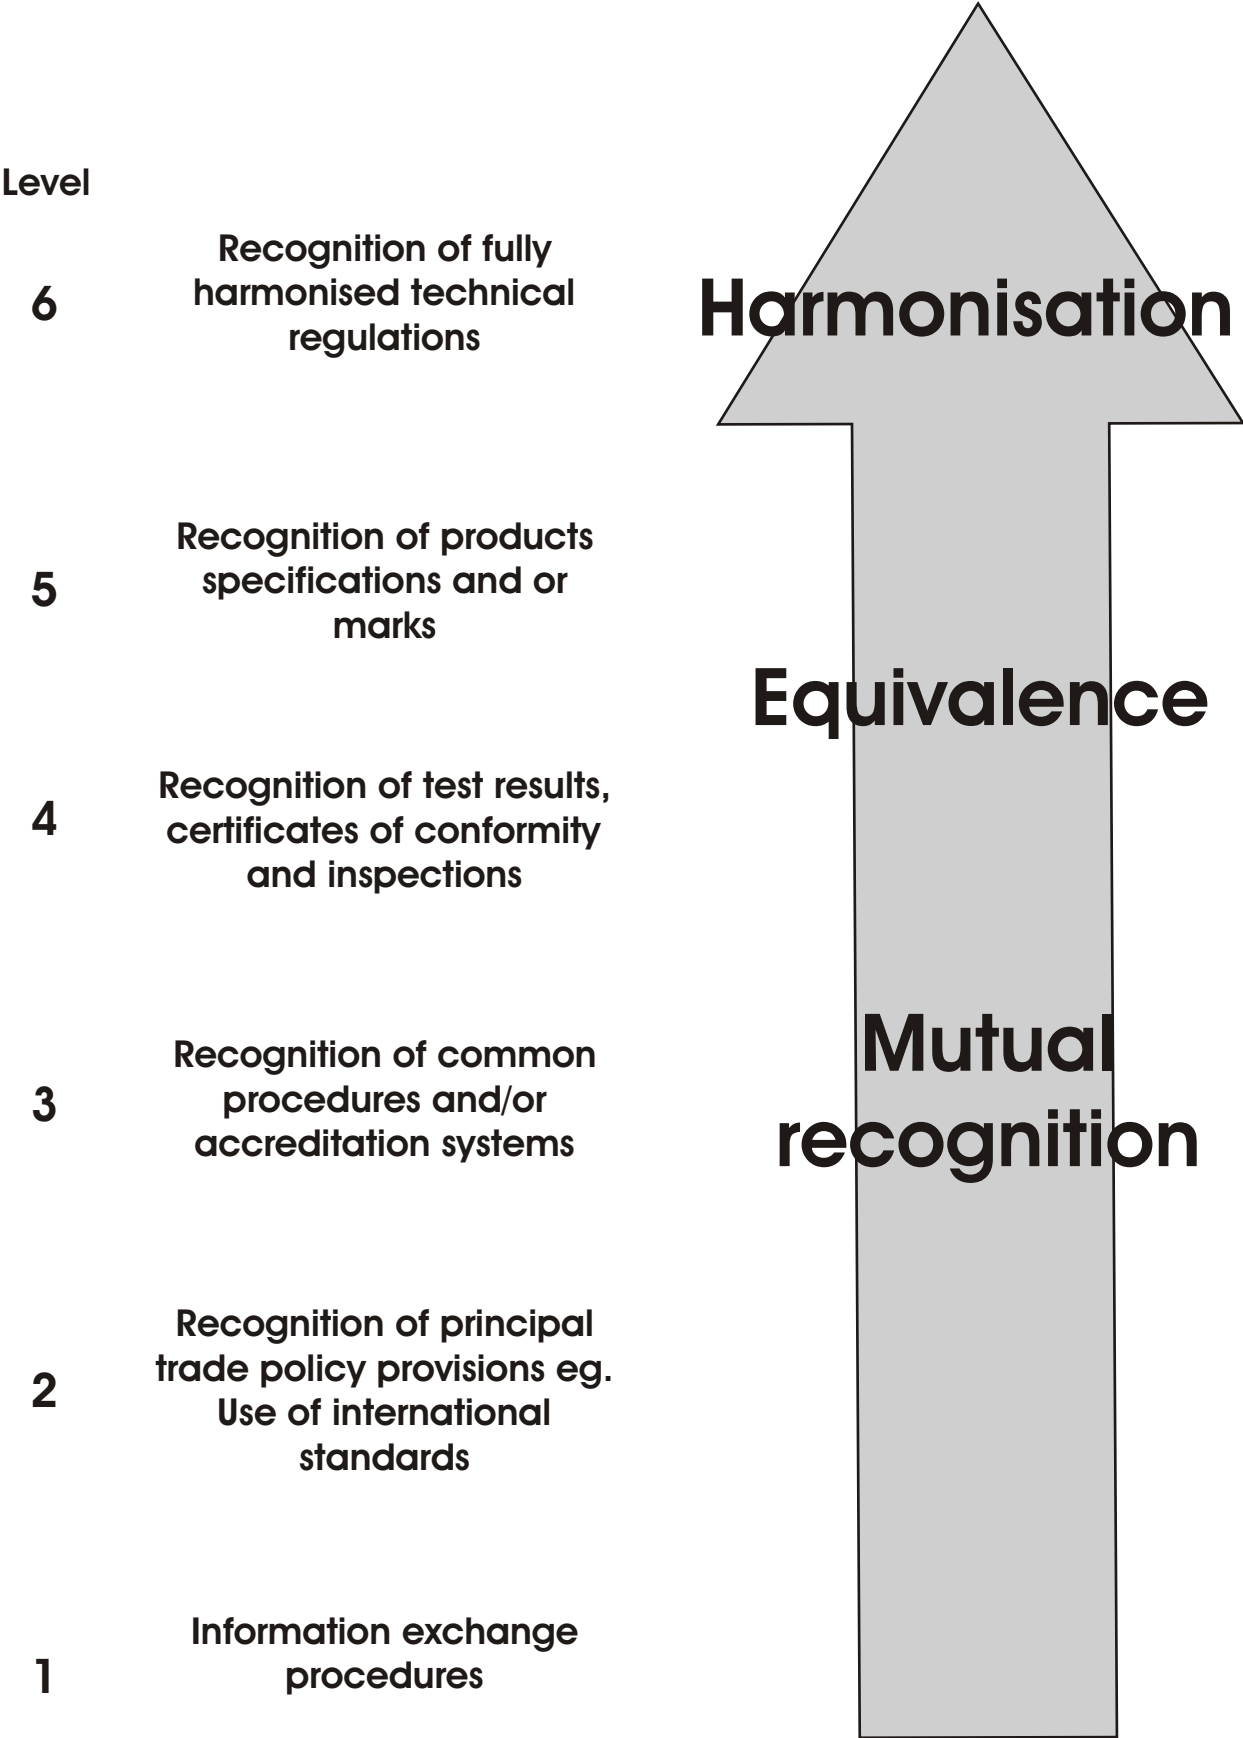 Level
6
Recognition of fully
harmonised technical
regulations
Harmonisation
5
Recognition of products
specifications and or
marks
Equivalence
4
Recognition of test results,
certificates of conformity
and inspections
3
Recognition of common
procedures and/or
accreditation systems
Mutual
recognition
2
Recognition of principal
trade policy provisions eg.
Use of international
standards
1
Information exchange
procedures